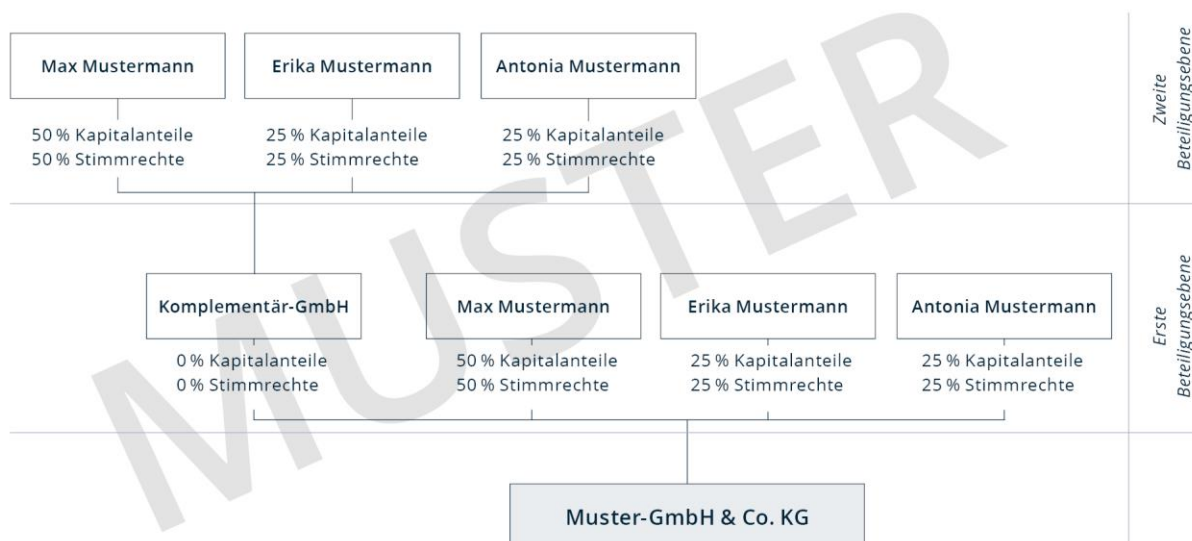 Max Mustermann
Erika Mustermann
Antonia Mustermann
50 % Kapitalanteile
50 % Stimmrechte
25 % Kapitalanteile
25 % Stimmrechte
25 % Kapitalanteile
25 % Stimmrechte
Zweite
Beteiligungsebene
Komplementär-GmbH
Max Mustermann
Erika Mustermann
Antonia Mustermann
0 % Kapitalanteile
0 % Stimmrechte
50 % Kapitalanteile
50 % Stimmrechte
25 % Kapitalanteile
25 % Stimmrechte
25 % Kapitalanteile
25 % Stimmrechte
Erste
Beteiligungsebene
Muster-GmbH & Co. KG
MUSTER